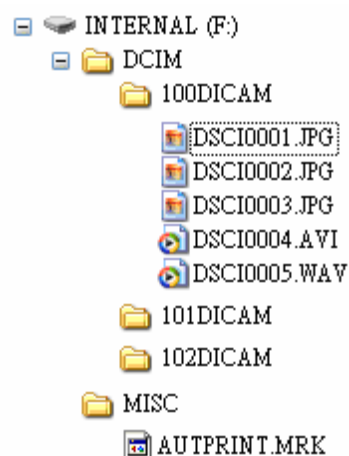 INTERNAL (F:)
DCIM
100DICAM
DSCI0001.JPG
DSCI0002.JPG
DSCI0003.JPG
DSCI0004.AVI
DSCI0005.WAV
101DICAM
102DICAM
MISC
AUTPRINT.MRK